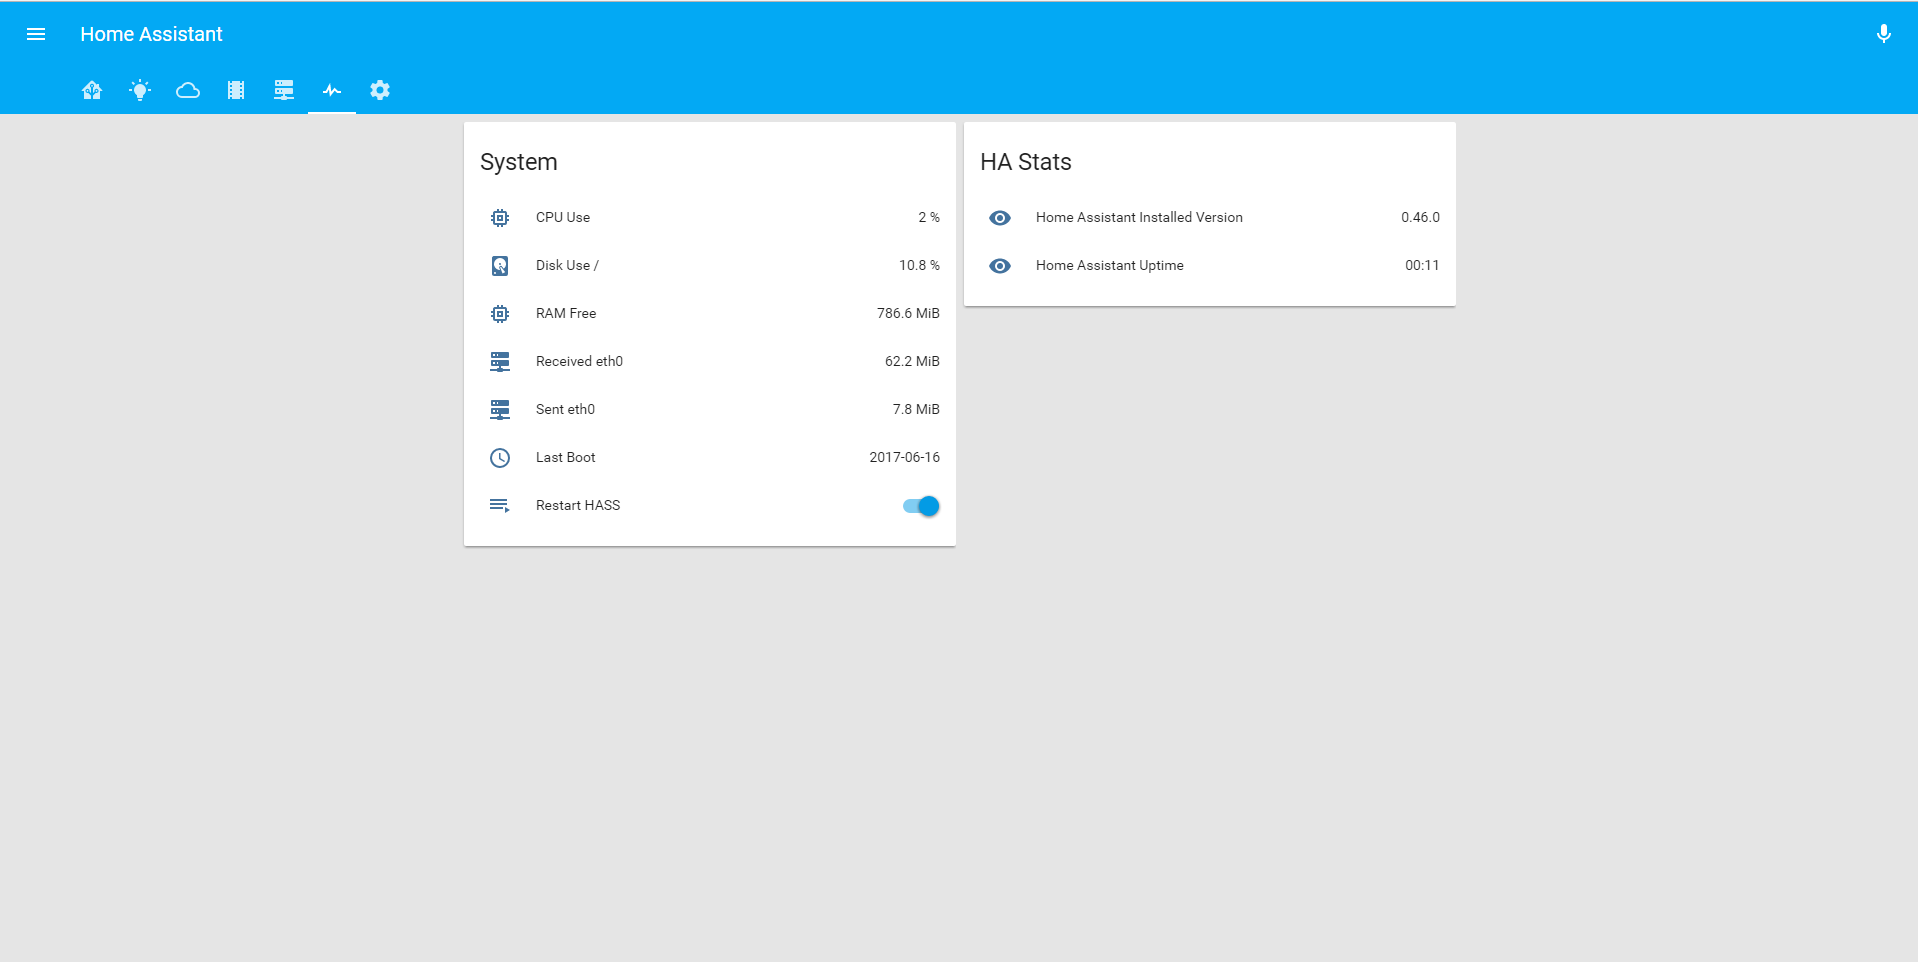 Home Assistant
System
CPU Use 2 %
Disk Use / 10.8 %
RAM Free 786.6 MiB
Received eth0 62.2 MiB
Sent eth0 7.8 MiB
Last Boot 2017-06-16
Restart HASS
HA Stats
Home Assistant Installed Version 0.46.0
Home Assistant Uptime 00:11